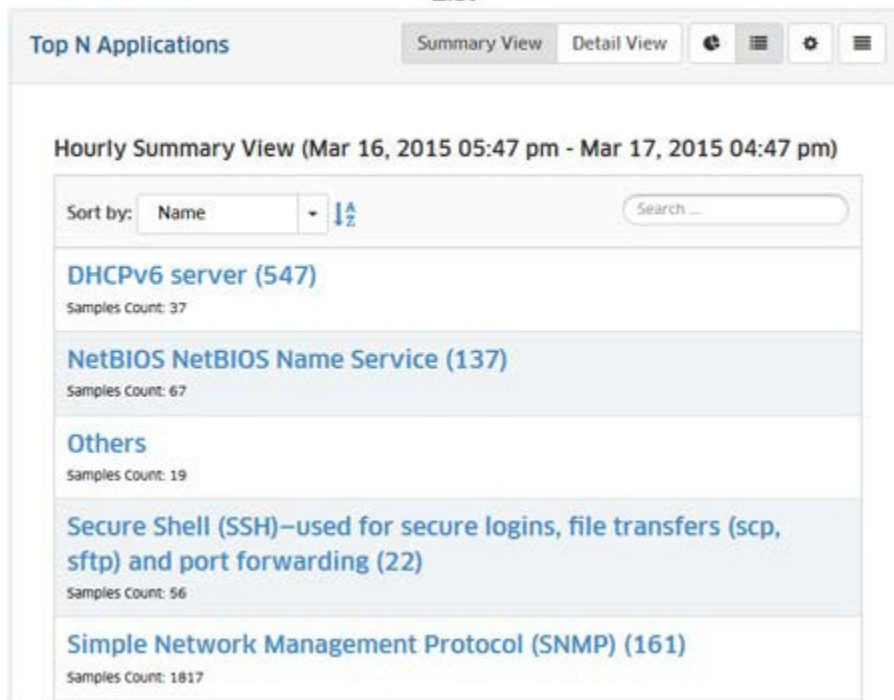 Top N Applications
Summary View
Detail View
Hourly Summary View (Mar 16, 2015 05:47 pm - Mar 17, 2015 04:47 pm)
Sort by:
Name
Search ...
DHCPv6 server (547)
Samples Count: 37
NetBIOS NetBIOS Name Service (137)
Samples Count: 67
Others
Samples Count: 19
Secure Shell (SSH)—used for secure logins, file transfers (scp,
sftp) and port forwarding (22)
Samples Count: 56
Simple Network Management Protocol (SNMP) (161)
Samples Count: 1817